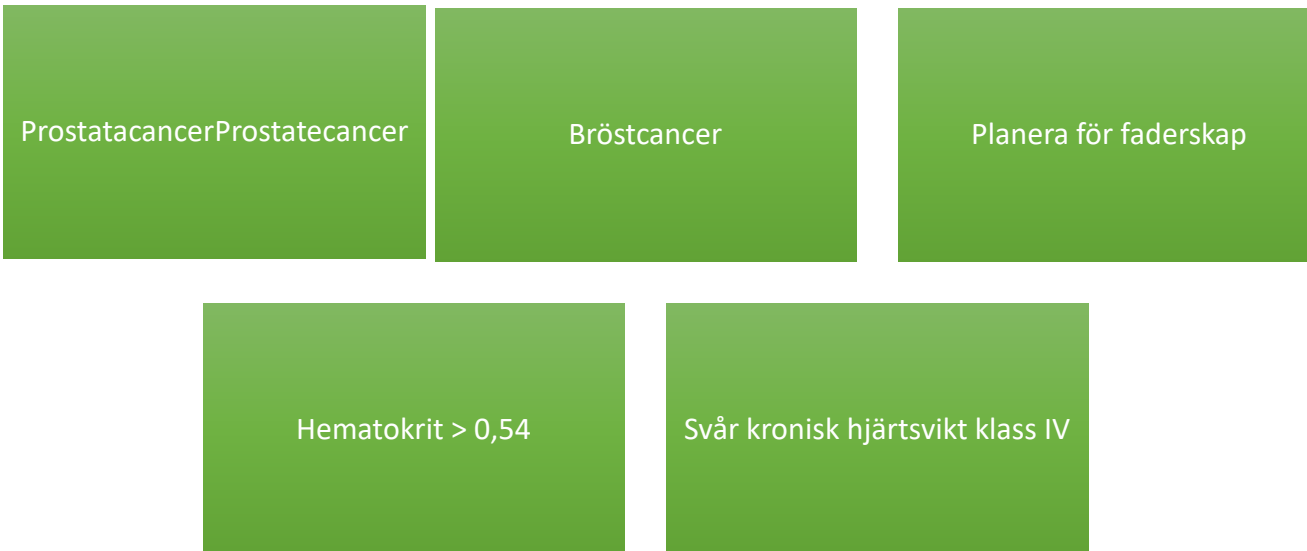 ProstatacancerProstatecancer
Bröstcancer
Planera för faderskap
Hematokrit > 0,54
Svår kronisk hjärtsvikt klass IV